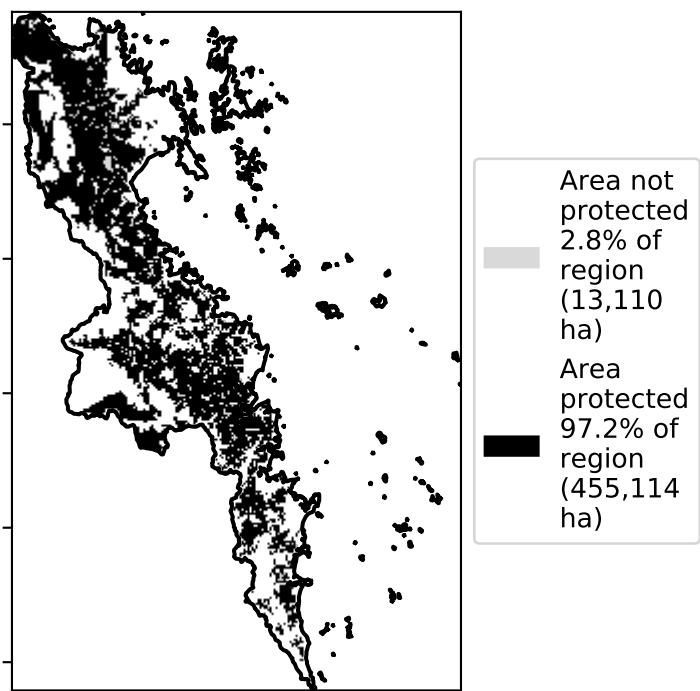 Area not
protected
2.8% of
region
(13,110
ha)
Area
protected
97.2% of
region
(455,114
ha)